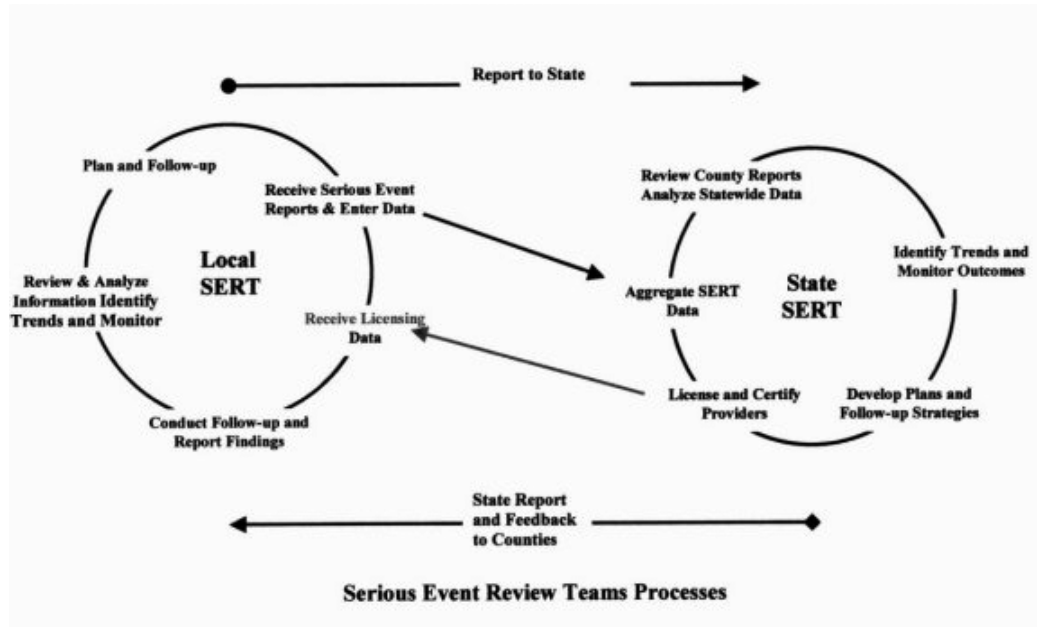 Report to State
Plan and Follow-up
Receive Serious Event
Reports & Enter Data
Local
SERT
Review & Analyze
Information Identify
Trends and Monitor
Receive Licensing
Data
Conduct Follow-up and
Report Findings
Review County Reports
Analyze Statewide Data
Identify Trends and
Monitor Outcomes
Aggregate SERT
Data
State
SERT
License and Certify
Providers
Develop Plans and
Follow-up Strategies
State Report
and Feedback
to Counties
Serious Event Review Teams Processes